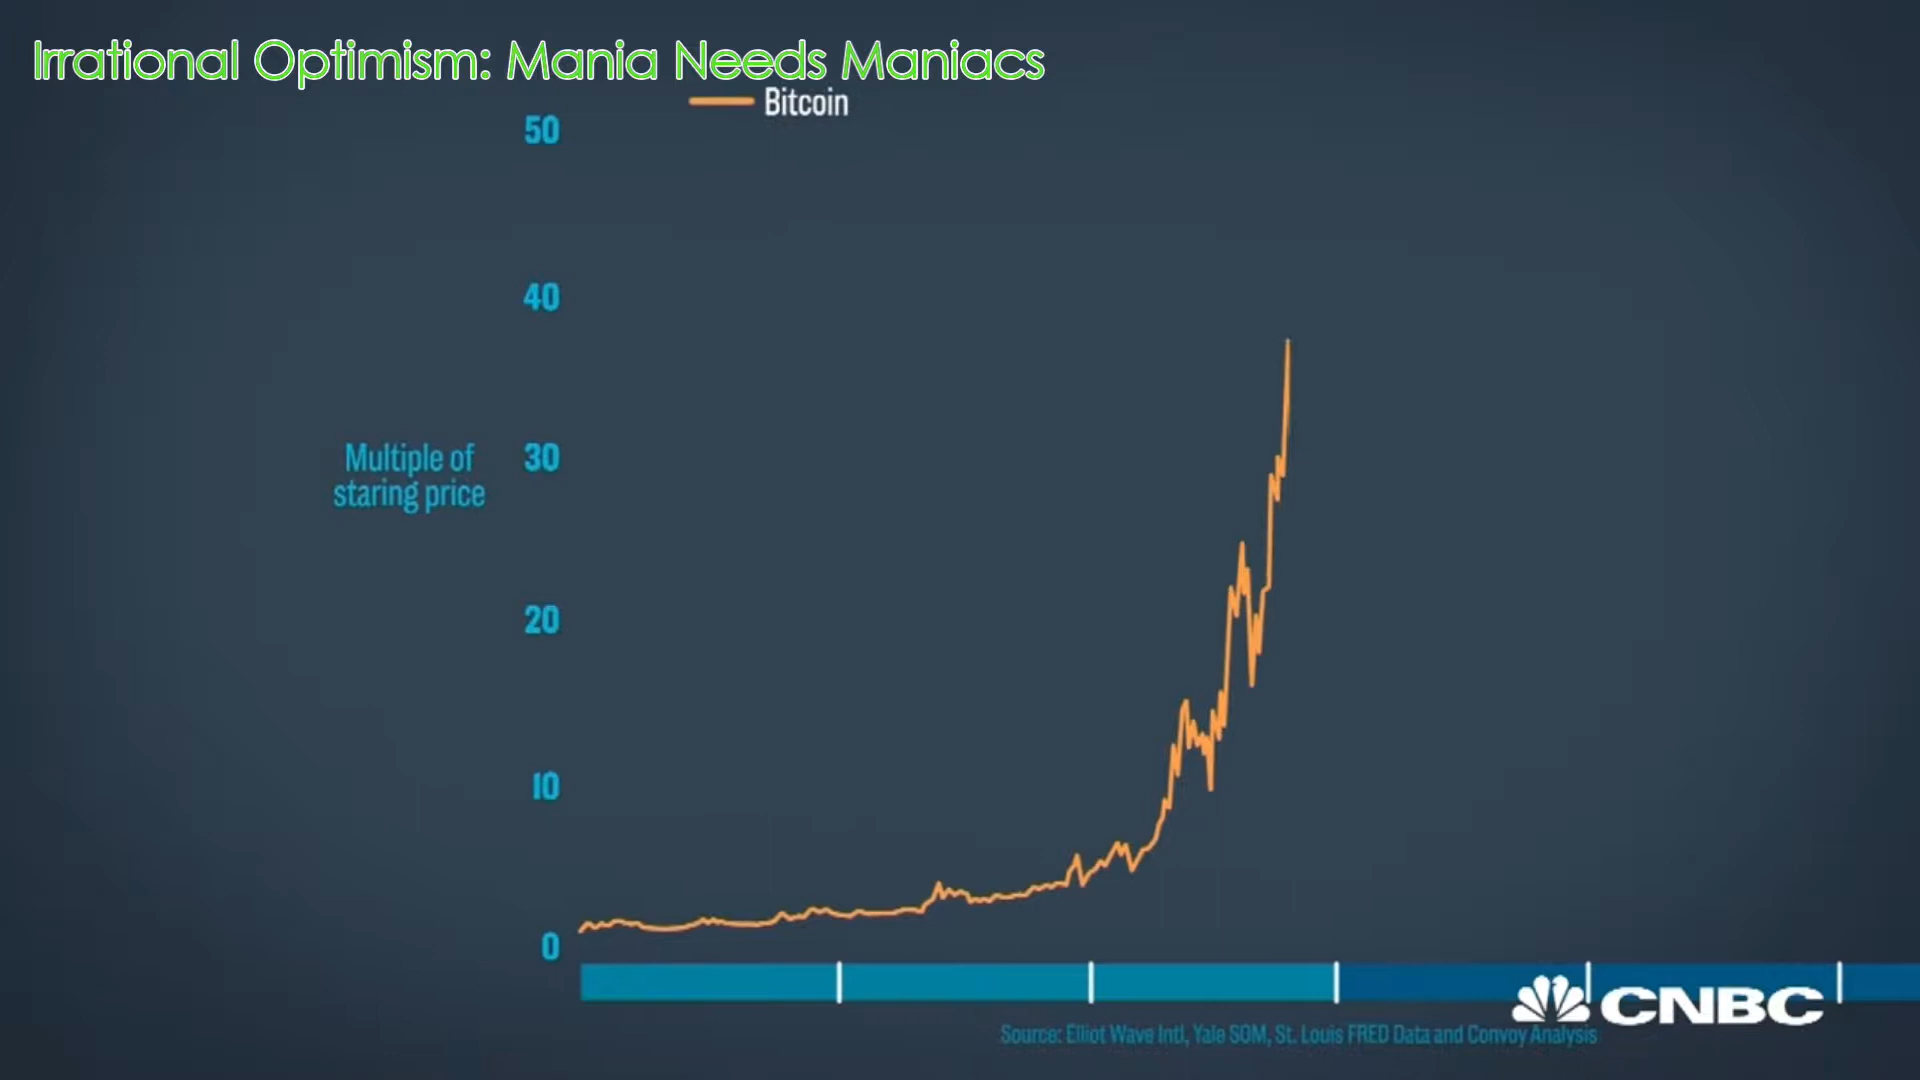 Irrational Optimism: Mania Needs Maniacs
Bitcoin
50
40
30
Multiple of
staring price
20
10
0
CNBC
Source: Elliot Wave Intl, Yale SOM, St. Louis FRED Data and Convoy Analysis